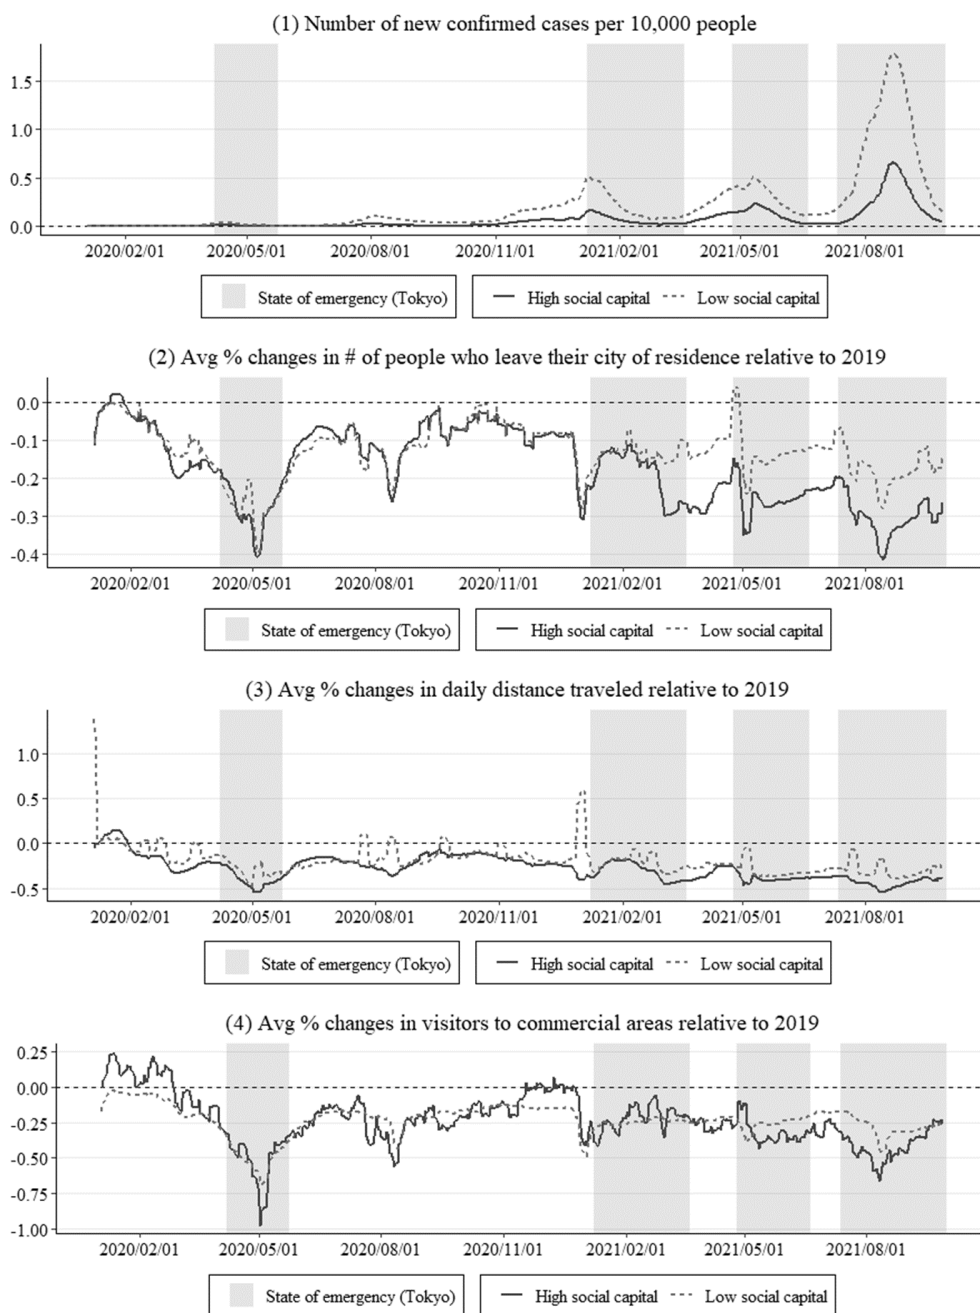 (1) Number of new confirmed cases per 10,000 people
1.5
1.0
0.5
0.0
2020/02/01 2020/05/01 2020/08/01 2020/11/01 2021/02/01 2021/05/01 2021/08/01
State of emergency (Tokyo) High social capital Low social capital
(2) Avg % changes in # of people who leave their city of residence relative to 2019
0.0
-0.1
-0.2
-0.3
-0.4
2020/02/01 2020/05/01 2020/08/01 2020/11/01 2021/02/01 2021/05/01 2021/08/01
State of emergency (Tokyo) High social capital Low social capital
(3) Avg % changes in daily distance traveled relative to 2019
1.0
0.5
0.0
-0.5
2020/02/01 2020/05/01 2020/08/01 2020/11/01 2021/02/01 2021/05/01 2021/08/01
State of emergency (Tokyo) High social capital Low social capital
(4) Avg % changes in visitors to commercial areas relative to 2019
0.25
0.00
-0.25
-0.50
-0.75
-1.00
2020/02/01 2020/05/01 2020/08/01 2020/11/01 2021/02/01 2021/05/01 2021/08/01
State of emergency (Tokyo) High social capital Low social capital